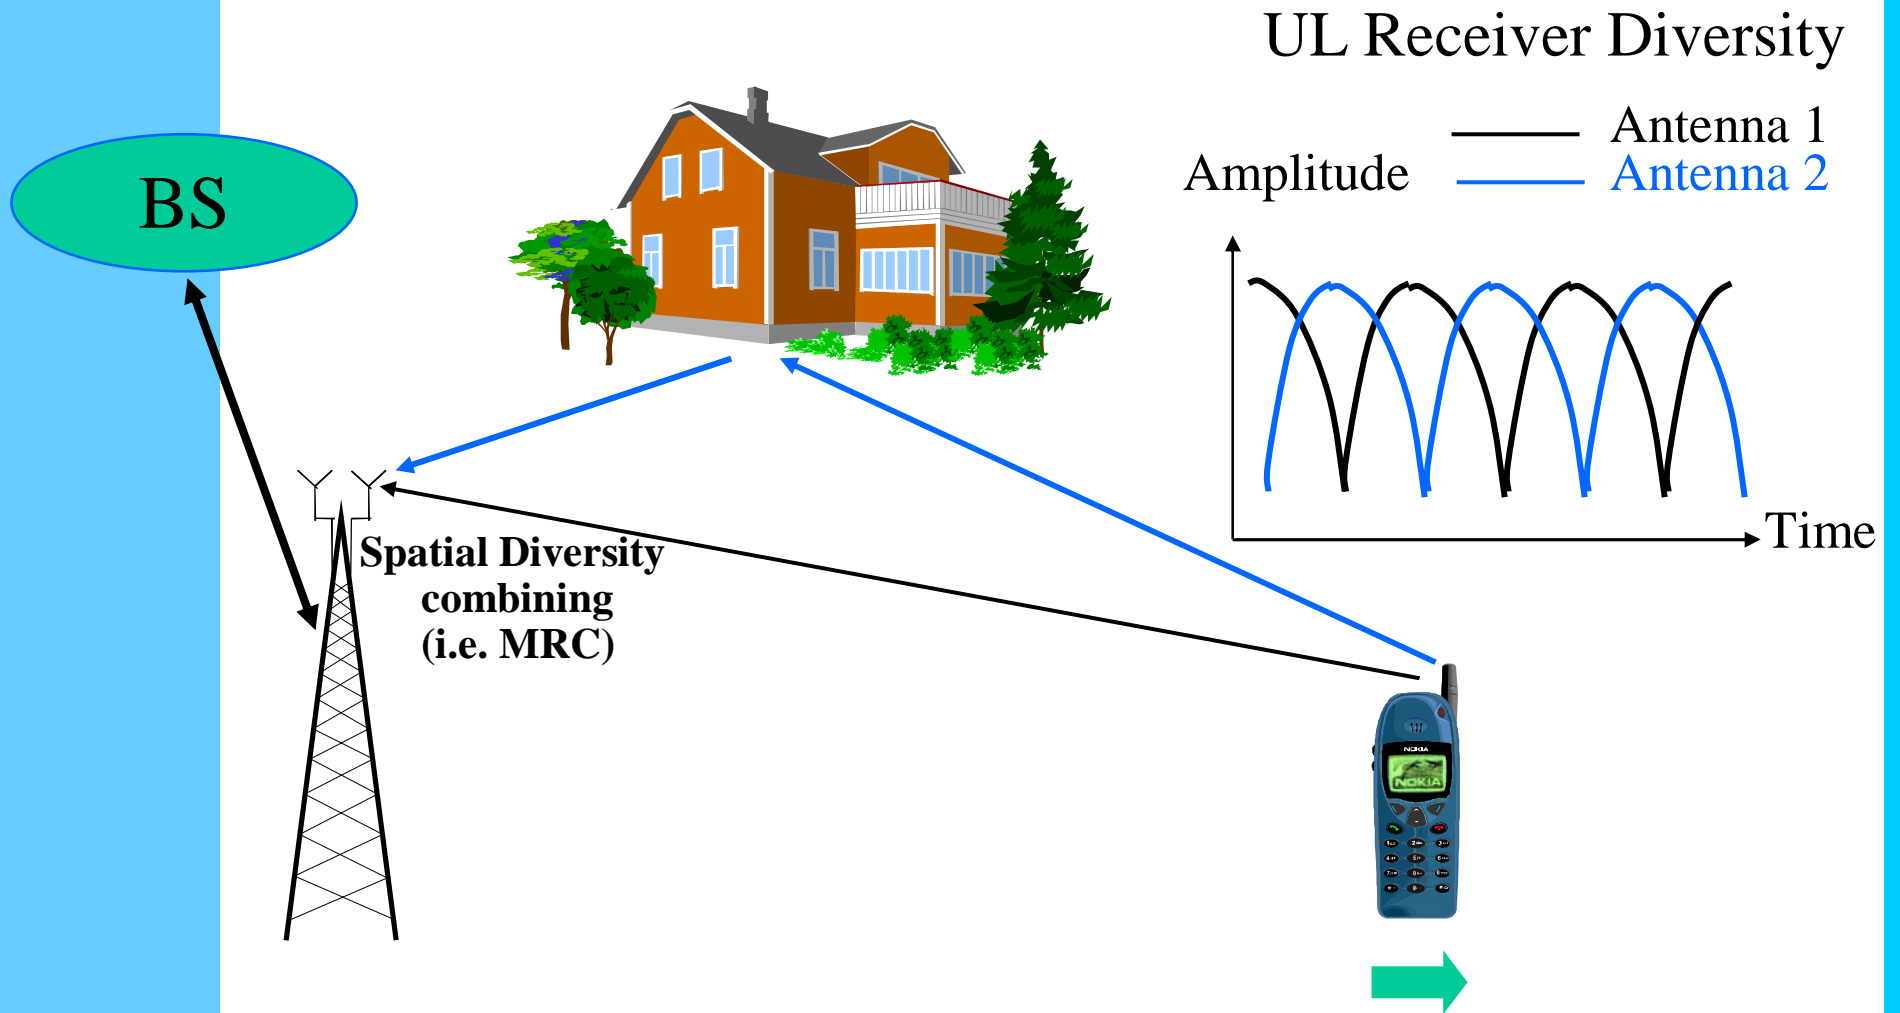 UL Receiver Diversity
BS
Antenna 1
Amplitude
Antenna 2
Time
Spatial Diversity
combining
(i.e. MRC)
NOKIA
NOKIA